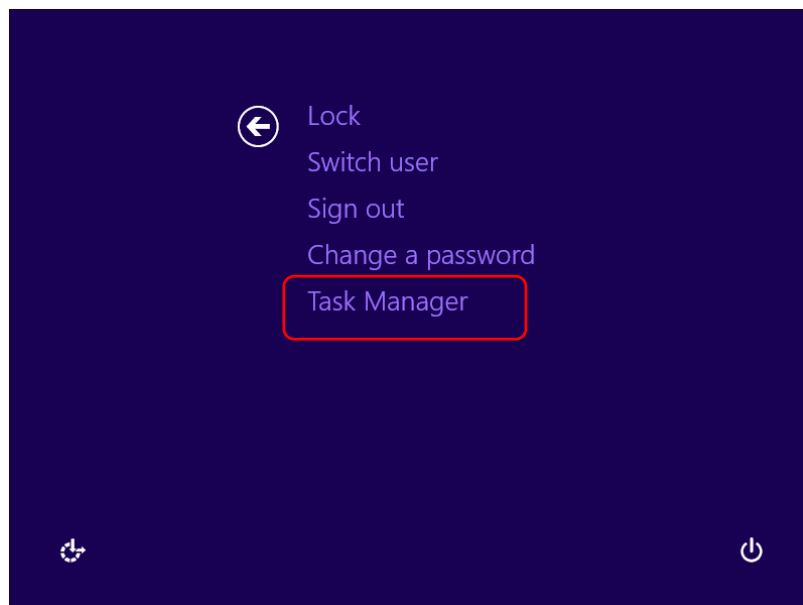 Lock
Switch user
Sign out
Change a password
Task Manager